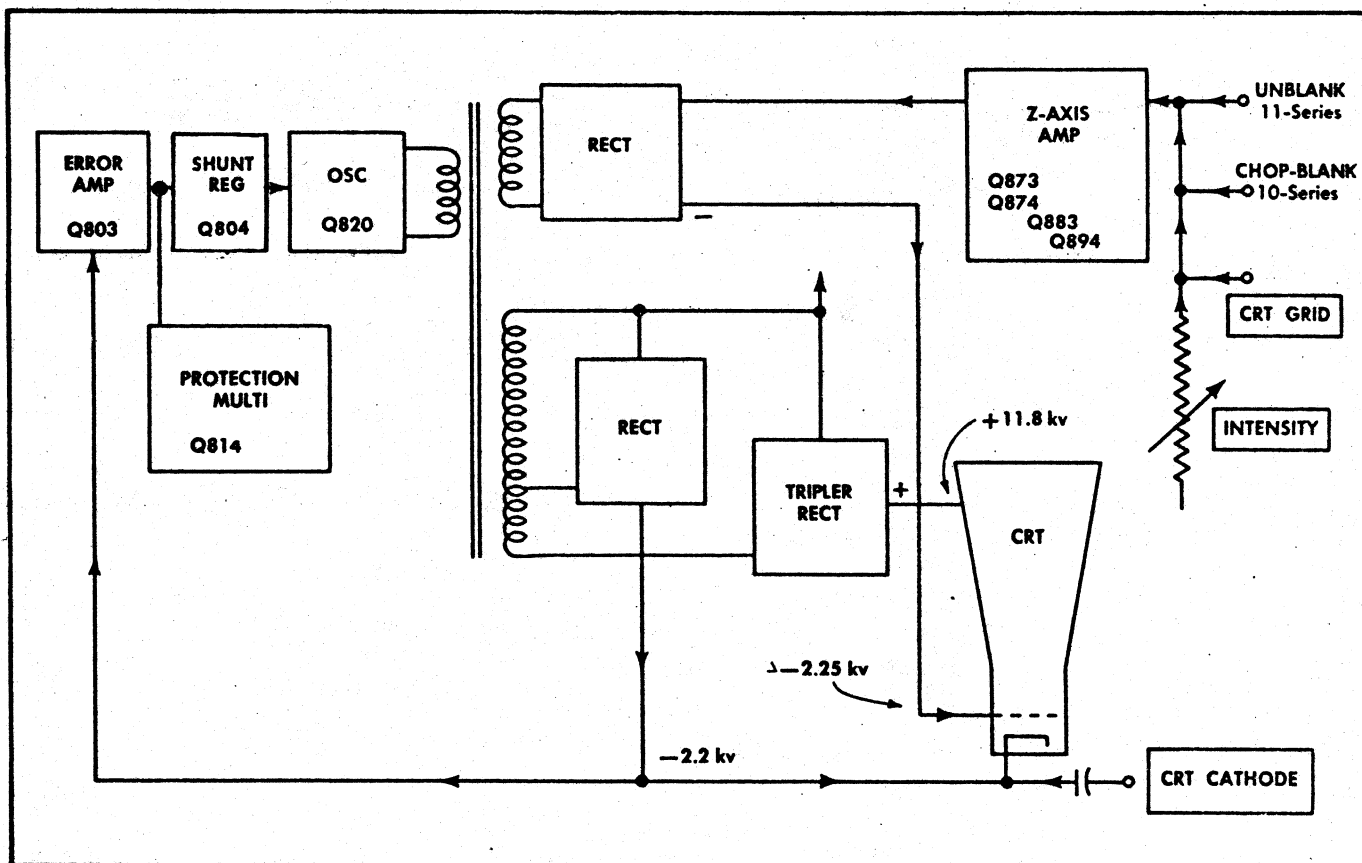 ERROR
AMP
Q803
SHUNT
REG
Q804
OSC
Q820
PROTECTION
MULTI
Q814
RECT
Z-AXIS
AMP
Q873
Q874
Q883
Q894
UNBLANK
11-Series
CHOP-BLANK
10-Series
CRT GRID
INTENSITY
−
RECT
TRIPLER
RECT
+
+11.8 kv
CRT
−2.25 kv
−2.2 kv
CRT CATHODE